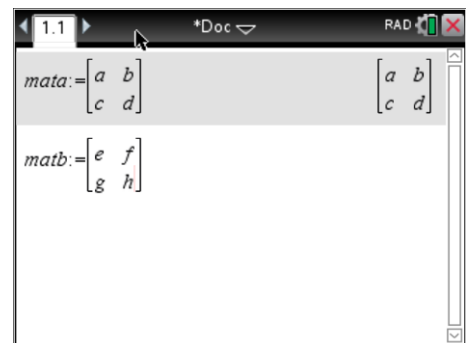 1.1 *Doc RAD
mata:=[a b
c d] [a b
c d]
matb:=[e f
g h]